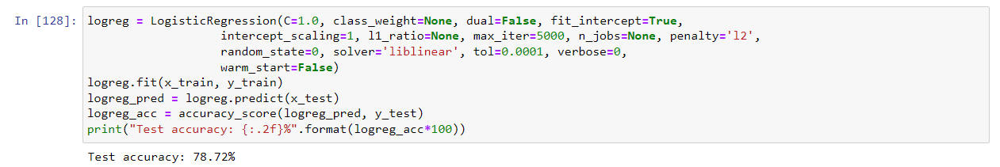 In [128]: logreg = LogisticRegression(C=1.0, class_weight=None, dual=False, fit_intercept=True,
intercept_scaling=1, l1_ratio=None, max_iter=5000, n_jobs=None, penalty='l2',
random_state=0, solver='liblinear', tol=0.0001, verbose=0,
warm_start=False)
logreg.fit(x_train, y_train)
logreg_pred = logreg.predict(x_test)
logreg_acc = accuracy_score(logreg_pred, y_test)
print("Test accuracy: {:.2f}%".format(logreg_acc*100))
Test accuracy: 78.72%